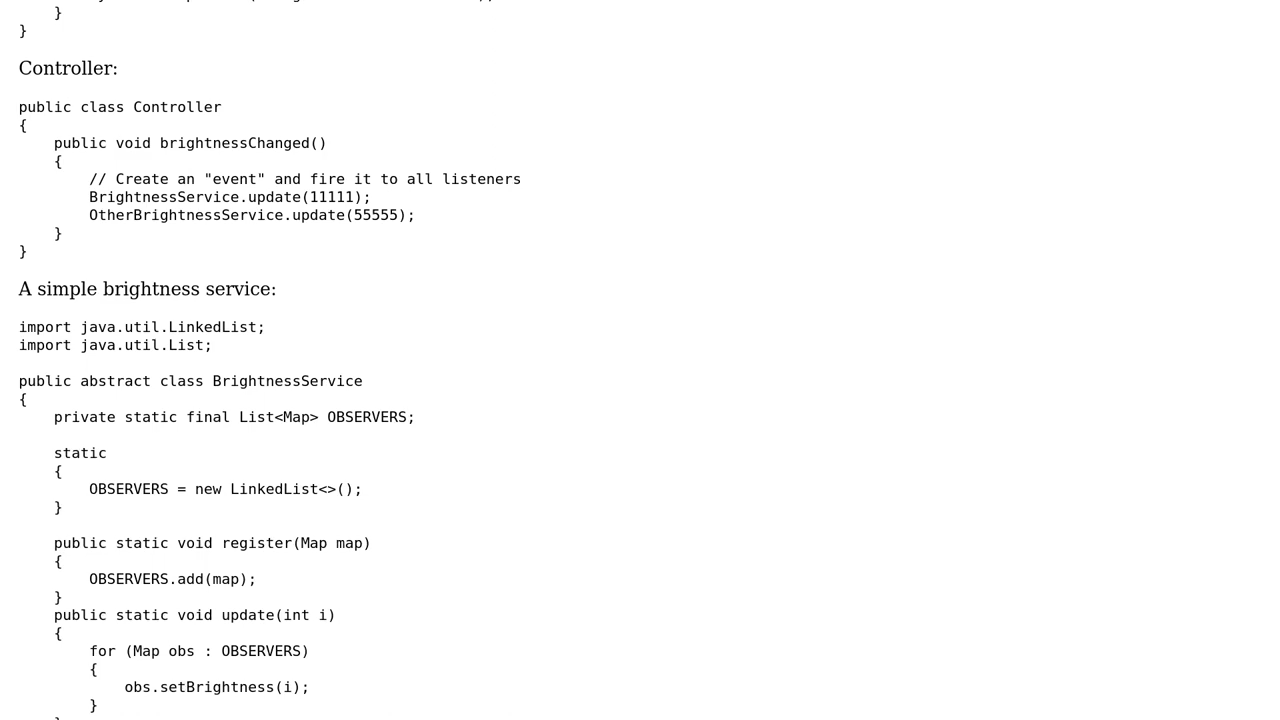 }
}
Controller:
public class Controller
{
    public void brightnessChanged()
    {
        // Create an "event" and fire it to all listeners
        BrightnessService.update(11111);
        OtherBrightnessService.update(55555);
    }
}
A simple brightness service:
import java.util.LinkedList;
import java.util.List;
public abstract class BrightnessService
{
    private static final List<Map> OBSERVERS;
    static
    {
        OBSERVERS = new LinkedList<>();
    }
    public static void register(Map map)
    {
        OBSERVERS.add(map);
    }
    public static void update(int i)
    {
        for (Map obs : OBSERVERS)
        {
            obs.setBrightness(i);
        }